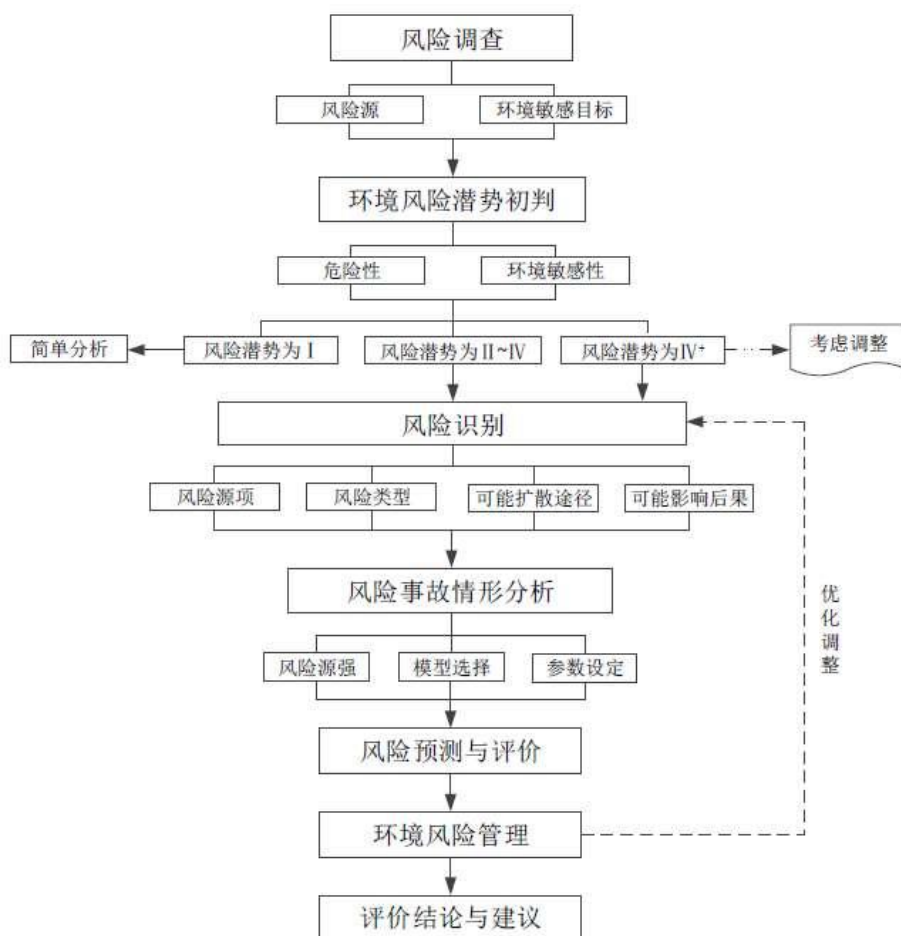 风险调查
风险源
环境敏感目标
环境风险潜势初判
危险性
环境敏感性
简单分析
风险潜势为Ⅰ
风险潜势为Ⅱ~Ⅳ
风险潜势为Ⅳ+
考虑调整
风险识别
风险源项
风险类型
可能扩散途径
可能影响后果
风险事故情形分析
风险源强
模型选择
参数设定
优化调整
风险预测与评价
环境风险管理
评价结论与建议